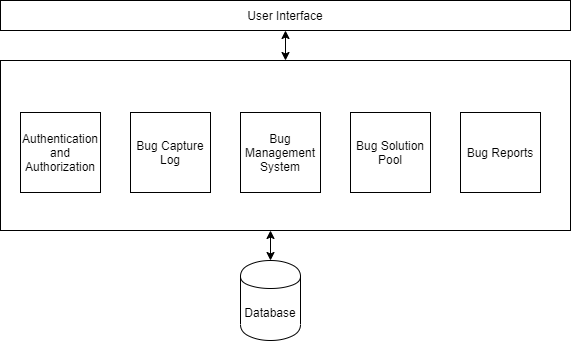 User Interface
Authentication
and
Authorization
Bug Capture
Log
Bug
Management
System
Bug Solution
Pool
Bug Reports
Database